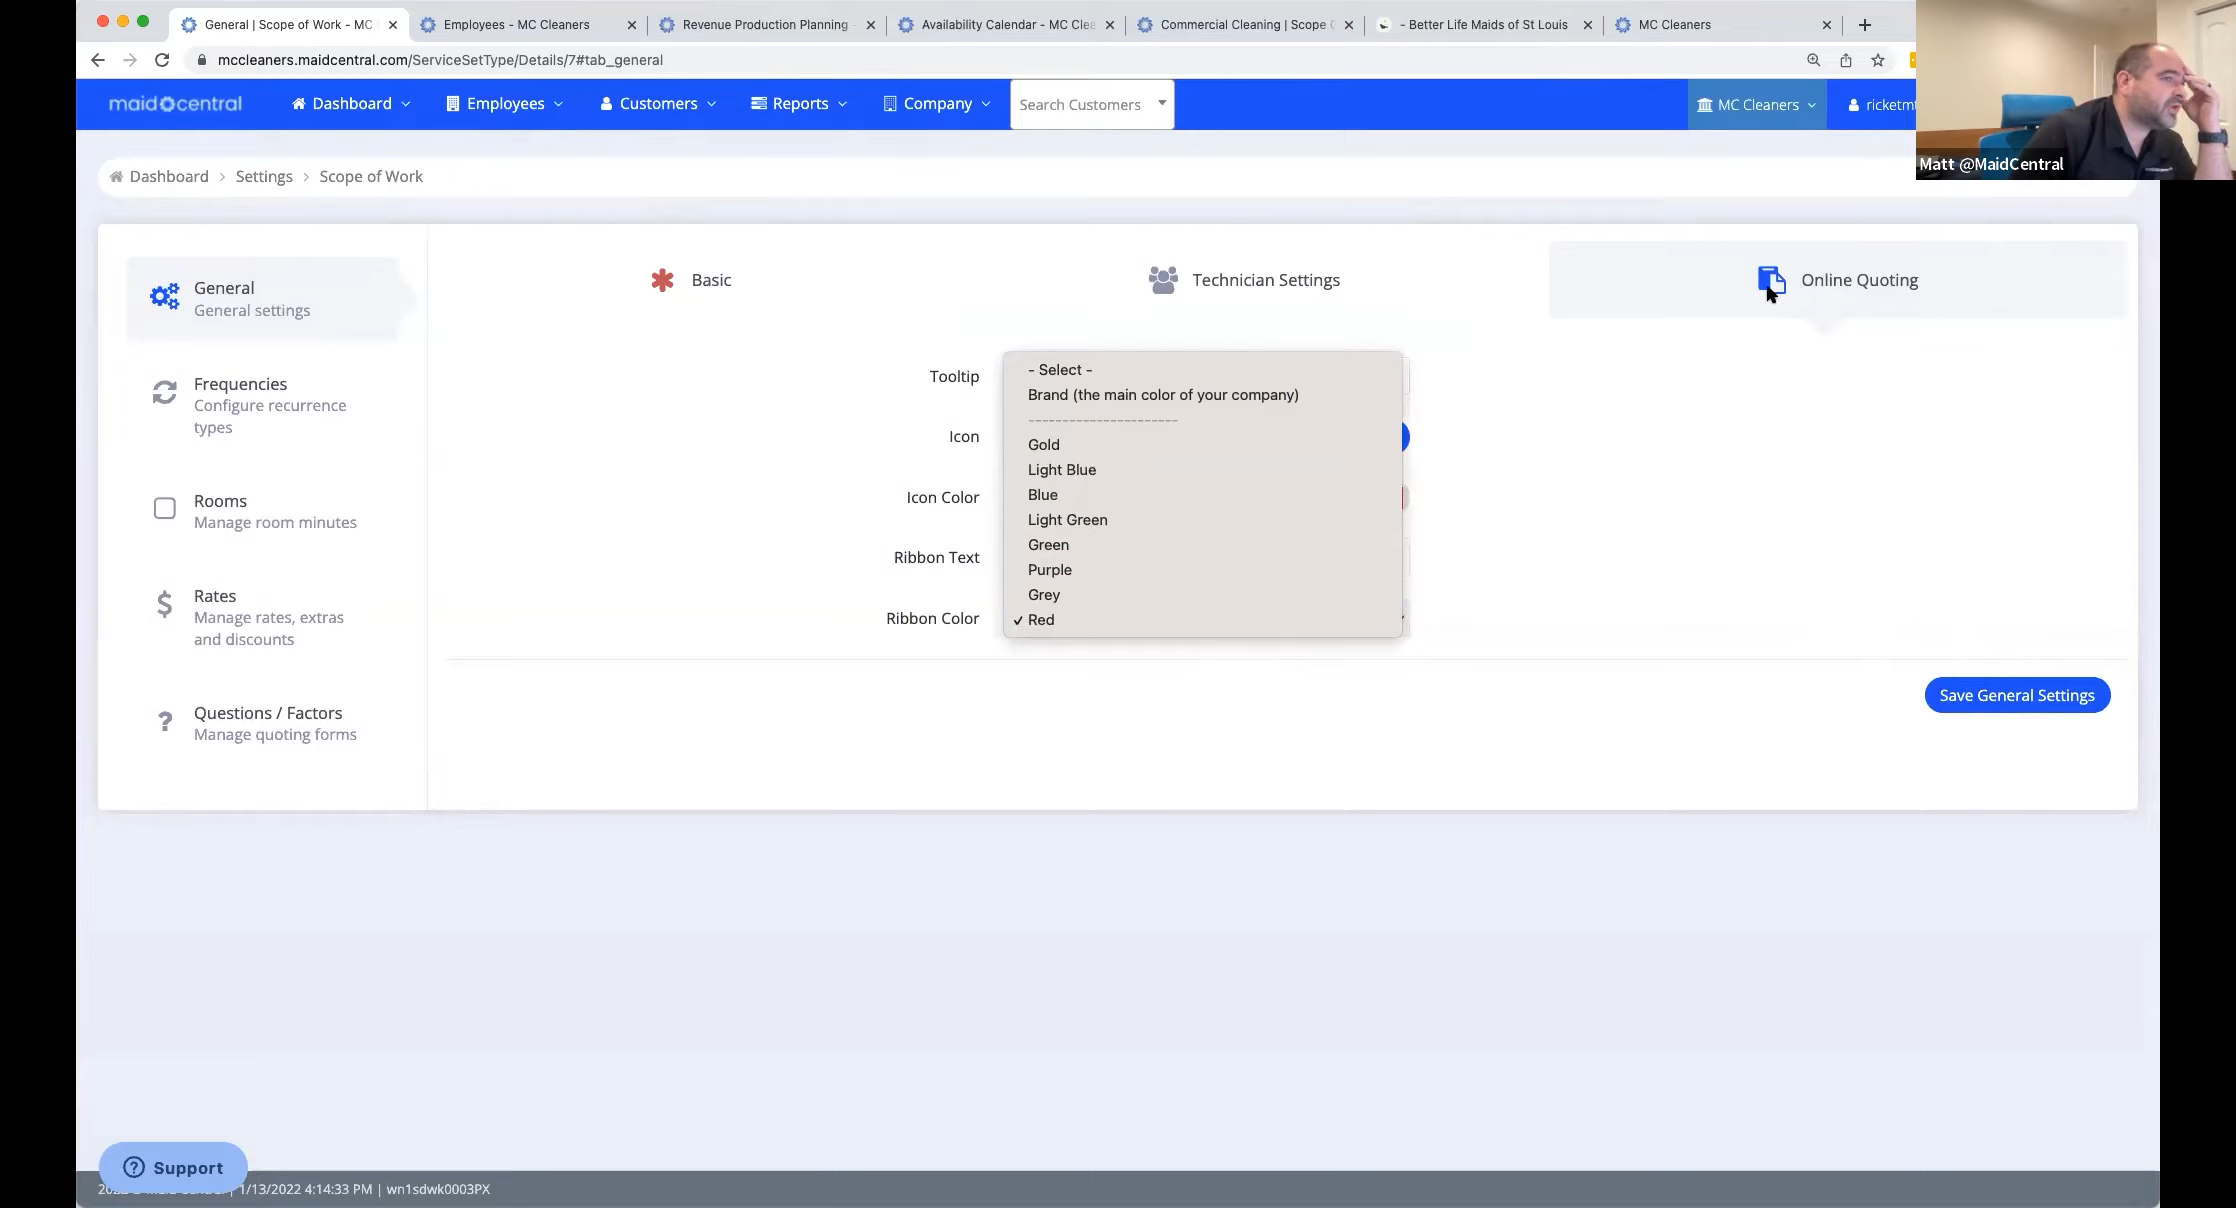 General | Scope of Work - MC
Employees - MC Cleaners
Revenue Production Planning
Availability Calendar - MC Clea
Commercial Cleaning | Scope
- Better Life Maids of St Louis
MC Cleaners
mccleaners.maidcentral.com/ServiceSetType/Details/7#tab_general
maidcentral
Dashboard
Employees
Customers
Reports
Company
Search Customers
MC Cleaners
ricketmt
Matt @MaidCentral
Dashboard > Settings > Scope of Work
General
General settings
Frequencies
Configure recurrence
types
Rooms
Manage room minutes
Rates
Manage rates, extras
and discounts
Questions / Factors
Manage quoting forms
Basic
Technician Settings
Online Quoting
Tooltip
Icon
Icon Color
Ribbon Text
Ribbon Color
- Select -
Brand (the main color of your company)
----------------------
Gold
Light Blue
Blue
Light Green
Green
Purple
Grey
✓ Red
Save General Settings
Support
1/13/2022 4:14:33 PM | wn1sdwk0003PX